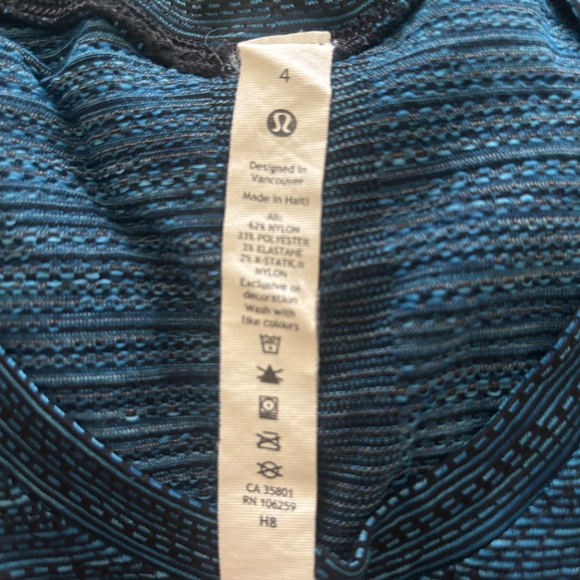 4
Designed in
Vancouver
Made in Haiti
All:
62% NYLON
33% POLYESTER
3% ELASTANE
2% X-STATIC®
NYLON
Exclusive of
decoration
Wash with
like colours
CA 35801
RN 106259
H8